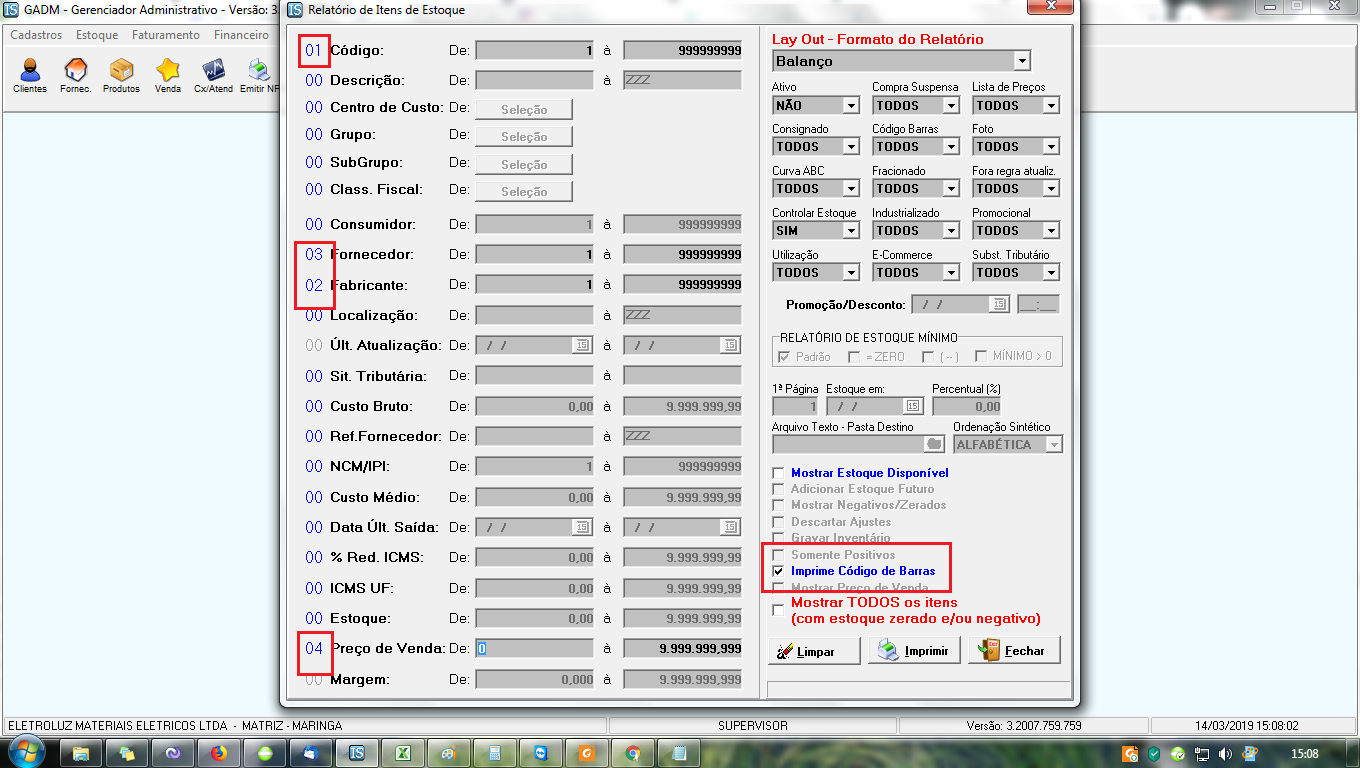 GADM - Gerenciador Administrativo - Versão: 3.
Relatório de Itens de Estoque
Cadastros Estoque Faturamento Financeiro
Clientes Fornec. Produtos Venda Cx/Atend Emitir NF
01 Código: De: 1 à 999999999
00 Descrição: De: à ZZZ
00 Centro de Custo: De: Seleção
00 Grupo: De: Seleção
00 SubGrupo: De: Seleção
00 Class. Fiscal: De: Seleção
00 Consumidor: De: 1 à 999999999
03 Fornecedor: De: 1 à 999999999
02 Fabricante: De: 1 à 999999999
00 Localização: De: à ZZZ
00 Últ. Atualização: De: / / 15 à / / 15
00 Sit. Tributária: De: à
00 Custo Bruto: De: 0,00 à 9.999.999,99
00 Ref.Fornecedor: De: à ZZZ
00 NCM/IPI: De: 1 à 999999999
00 Custo Médio: De: 0,00 à 9.999.999,99
00 Data Últ. Saída: De: / / 15 à / / 15
00 % Red. ICMS: De: 0,00 à 9.999.999,99
00 ICMS UF: De: 0,00 à 9.999.999,99
00 Estoque: De: 0,00 à 9.999.999,99
04 Preço de Venda: De: 0 à 9.999.999,999
00 Margem: De: 0,000 à 9.999.999,999
Lay Out - Formato do Relatório
Balanço
Ativo Compra Suspensa Lista de Preços
NÃO TODOS TODOS
Consignado Código Barras Foto
TODOS TODOS TODOS
Curva ABC Fracionado Fora regra atualiz.
TODOS TODOS TODOS
Controlar Estoque Industrializado Promocional
SIM TODOS TODOS
Utilização E-Commerce Subst. Tributário
TODOS TODOS TODOS
Promoção/Desconto: / / 15 __:__
RELATÓRIO DE ESTOQUE MÍNIMO
Padrão = ZERO ( -- ) MÍNIMO > 0
1ª Página Estoque em: Percentual (%)
1 / / 15 0,00
Arquivo Texto - Pasta Destino Ordenação Sintético
ALFABÉTICA
Mostrar Estoque Disponível
Adicionar Estoque Futuro
Mostrar Negativos/Zerados
Descartar Ajustes
Gravar Inventário
Somente Positivos
Imprime Código de Barras
Mostrar Preço de Venda
Mostrar TODOS os itens
(com estoque zerado e/ou negativo)
Limpar Imprimir Fechar
ELETROLUZ MATERIAIS ELETRICOS LTDA - MATRIZ - MARINGA SUPERVISOR Versão: 3.2007.759.759 14/03/2019 15:08:02
15:08